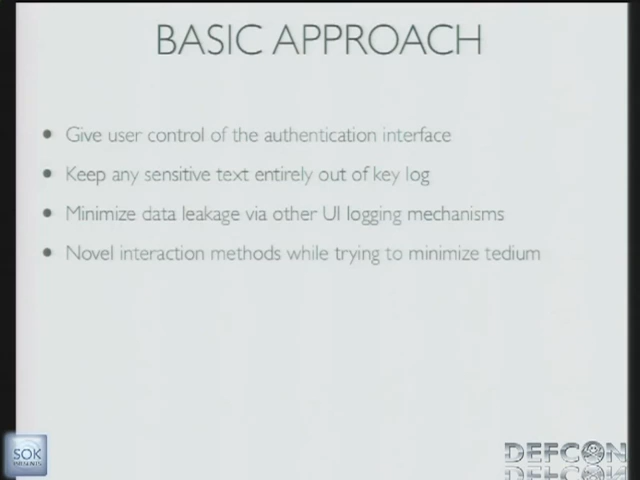 BASIC APPROACH
• Give user control of the authentication interface
• Keep any sensitive text entirely out of key log
• Minimize data leakage via other UI logging mechanisms
• Novel interaction methods while trying to minimize tedium
SOK
PRESENTS
DEFCON